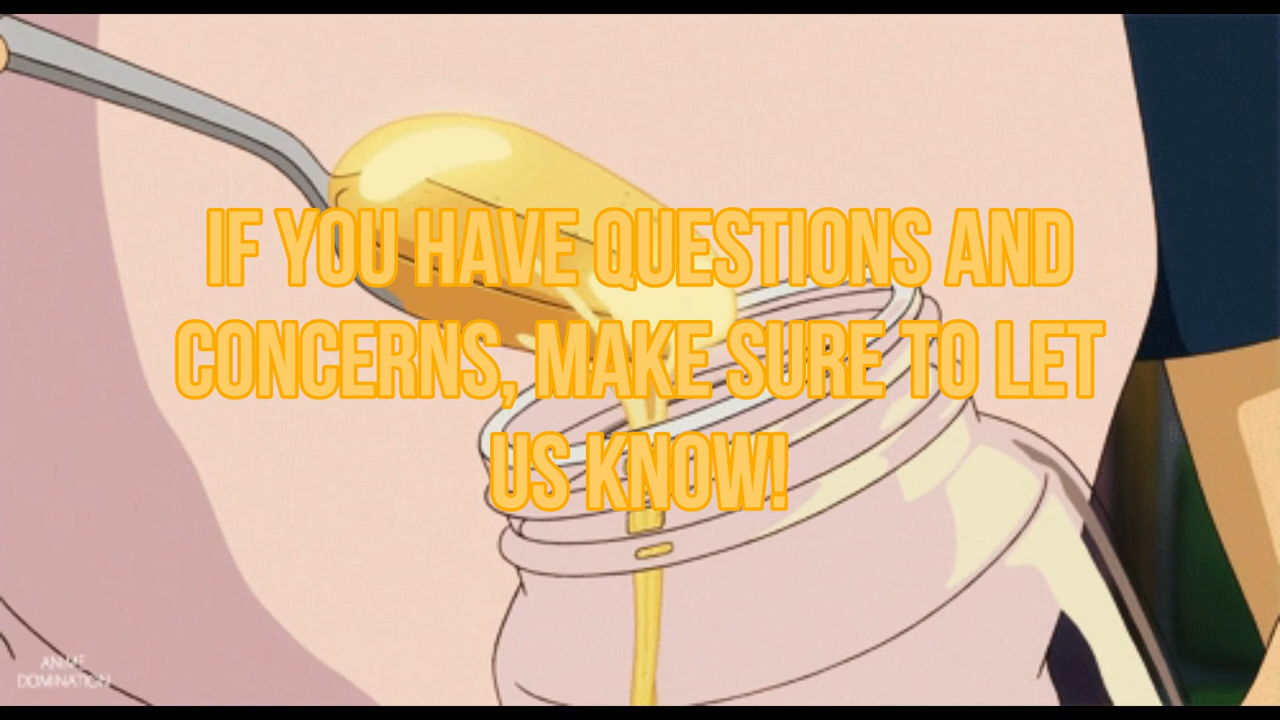 IF YOU HAVE QUESTIONS AND
CONCERNS, MAKE SURE TO LET
US KNOW!
ANIME
DOMINATION